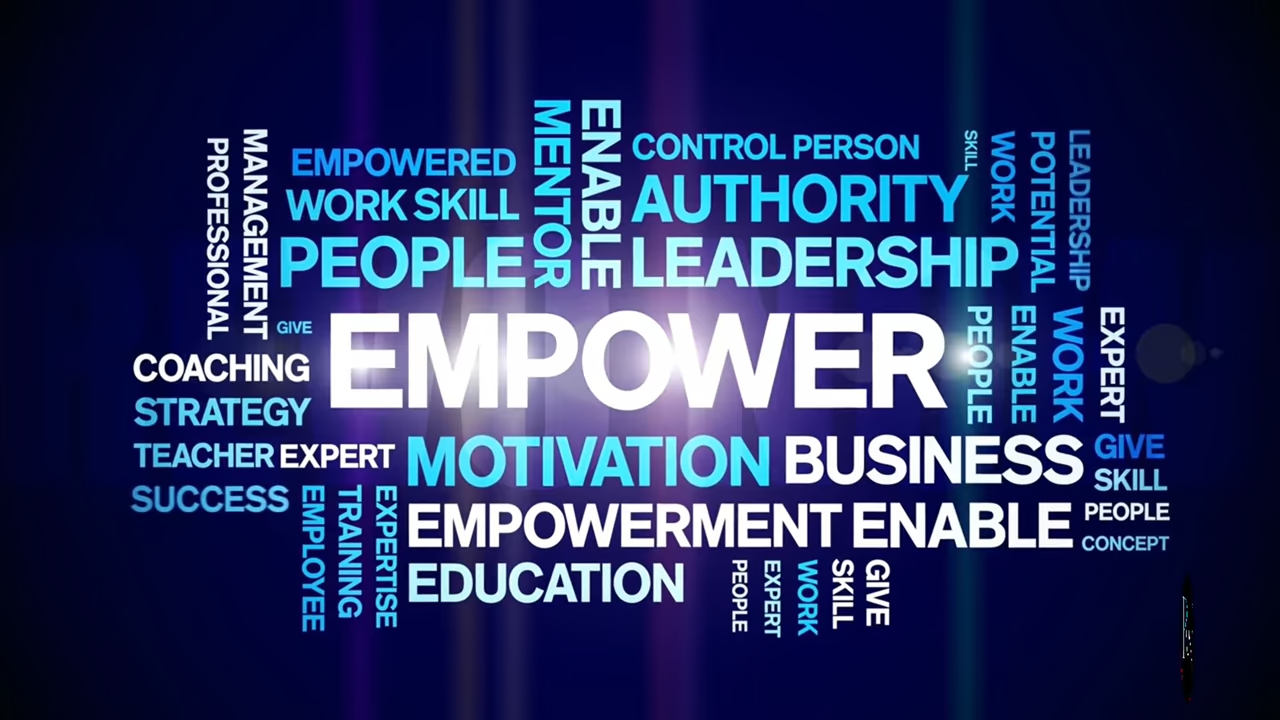 PROFESSIONAL
MANAGEMENT
EMPOWERED
WORK SKILL
PEOPLE
MENTOR
ENABLE
CONTROL PERSON
AUTHORITY
LEADERSHIP
SKILL
WORK
POTENTIAL
LEADERSHIP
GIVE
EMPOWER
PEOPLE
ENABLE
WORK
EXPERT
COACHING
STRATEGY
TEACHER EXPERT
MOTIVATION BUSINESS
GIVE
SKILL
SUCCESS
EMPLOYEE
TRAINING
EXPERTISE
EMPOWERMENT ENABLE
PEOPLE
CONCEPT
EDUCATION
PEOPLE
EXPERT
WORK
SKILL
GIVE